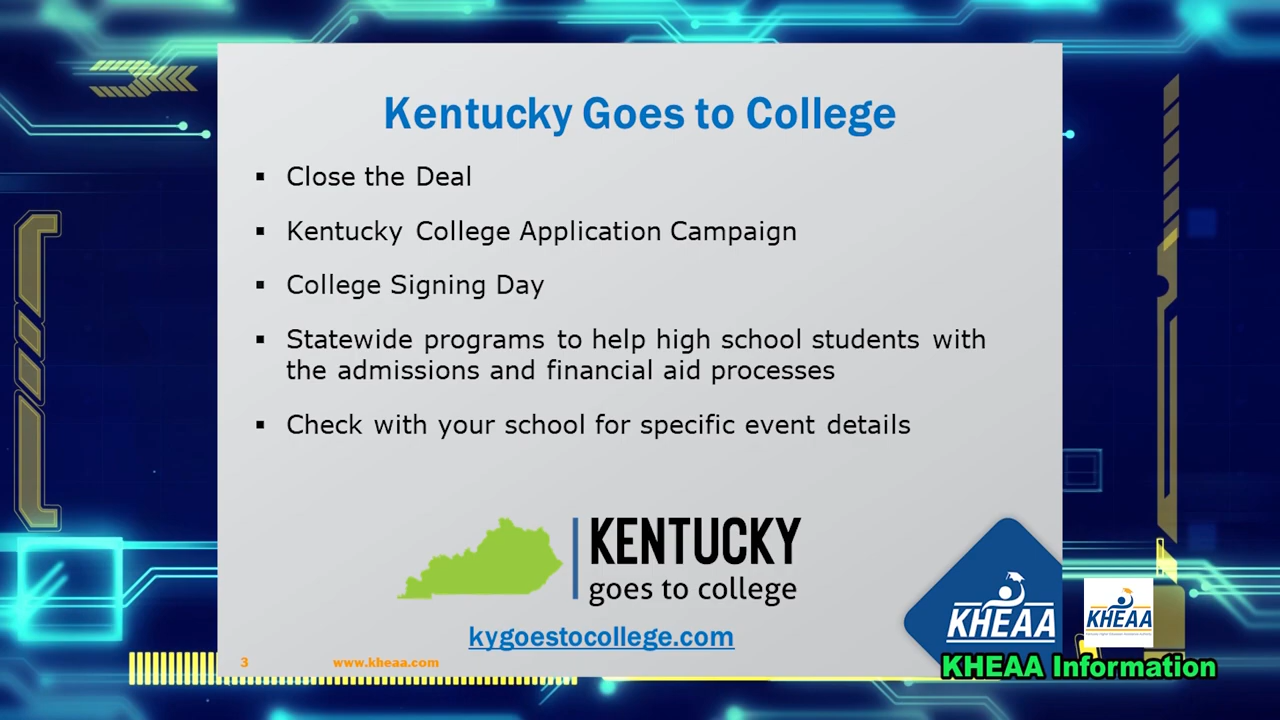 Kentucky Goes to College
▪ Close the Deal
▪ Kentucky College Application Campaign
▪ College Signing Day
▪ Statewide programs to help high school students with
the admissions and financial aid processes
▪ Check with your school for specific event details
KENTUCKY
goes to college
kygoestocollege.com
KHEAA
KHEAA
3 www.kheaa.com
KHEAA Information